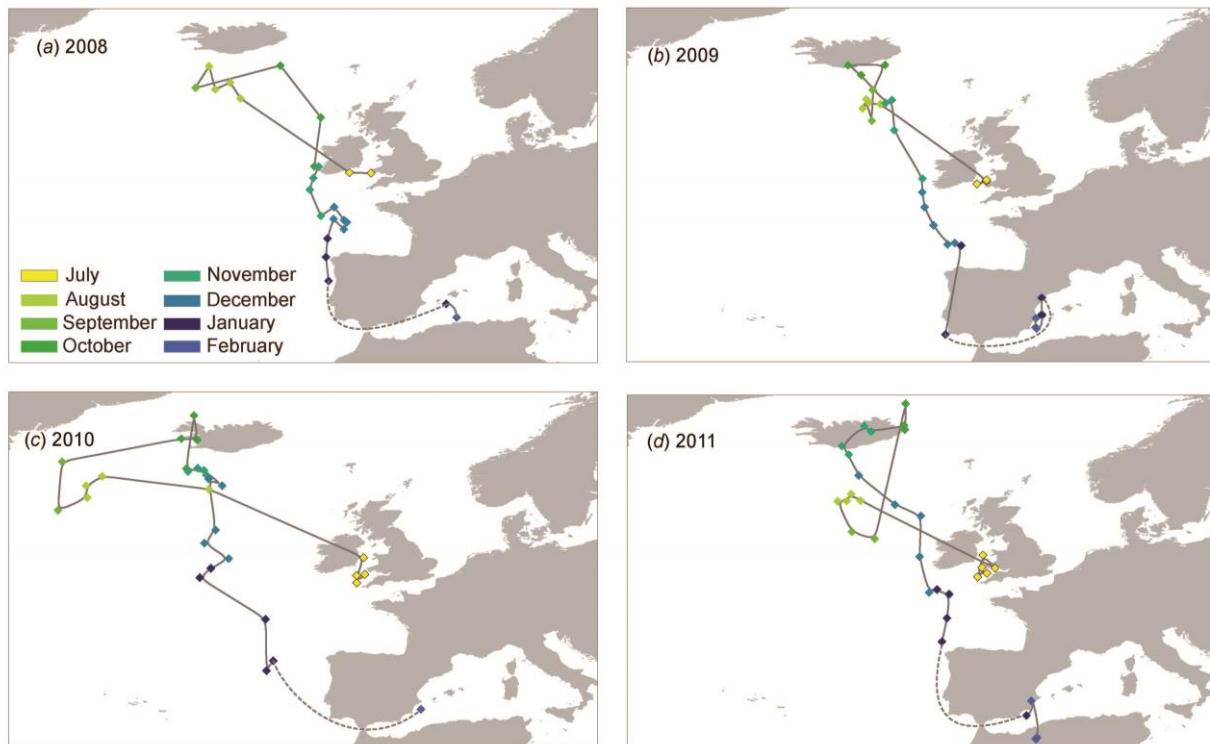 (a) 2008
(b) 2009
July
August
September
October
November
December
January
February
(c) 2010
(d) 2011